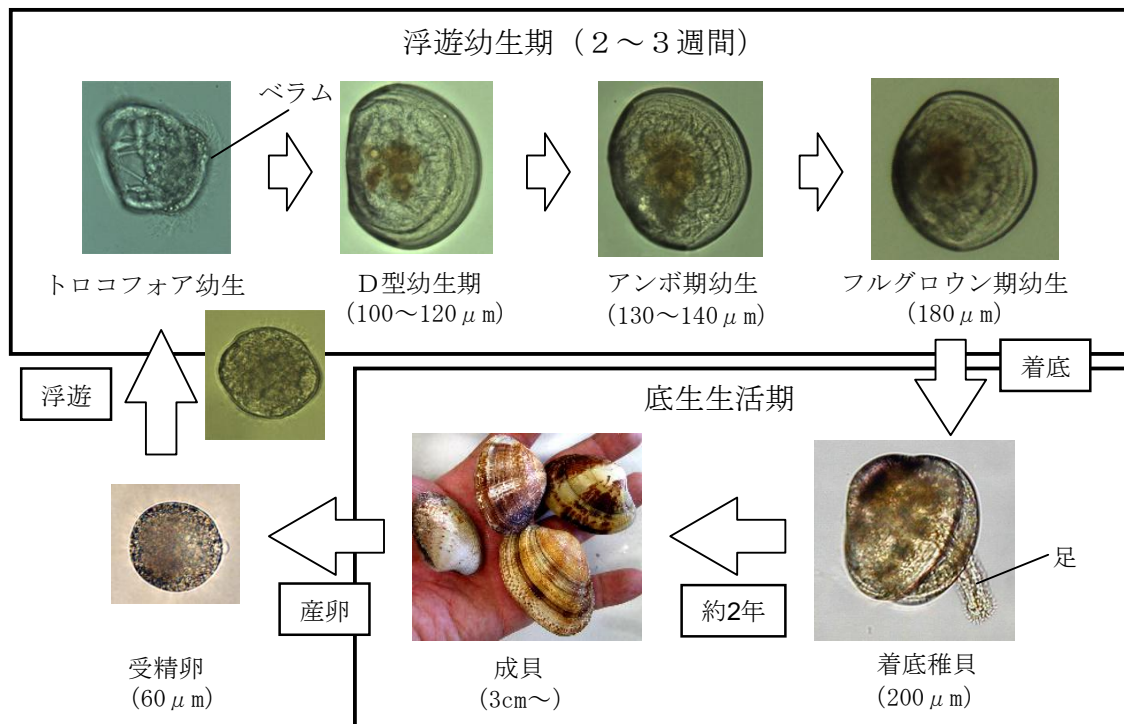 浮遊幼生期（２～３週間）
ベラム
トロコフォア幼生
Ｄ型幼生期
(100～120μm)
アンボ期幼生
(130～140μm)
フルグロウン期幼生
(180μm)
着底
浮遊
底生生活期
足
産卵
約2年
受精卵
(60μm)
成貝
(3cm～)
着底稚貝
(200μm)